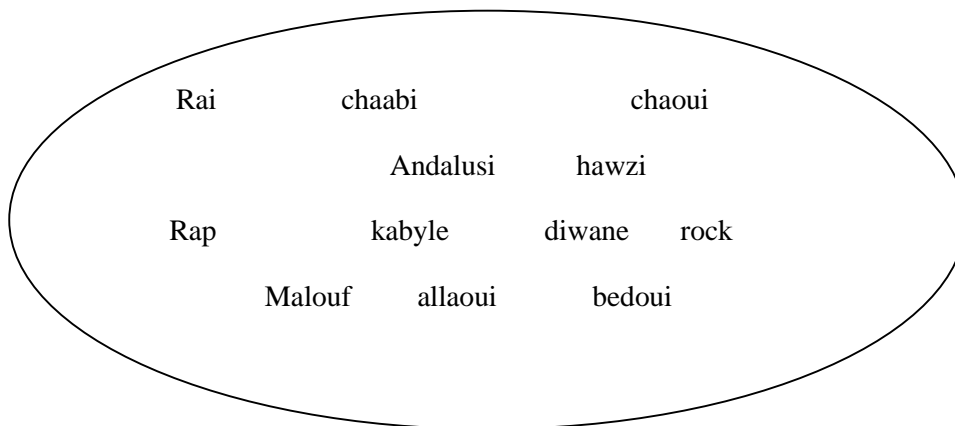 Rai chaabi chaoui
Andalusi hawzi
Rap kabyle diwane rock
Malouf allaoui bedoui